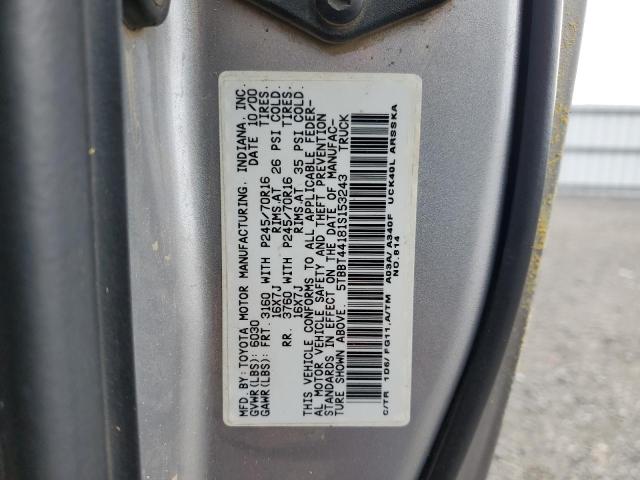 MFD. BY: TOYOTA MOTOR MANUFACTURING, INDIANA, INC.
GVWR(LBS): 6030 DATE 10/00
GAWR(LBS): FRT. 3160 WITH P245/70R16 TIRES.
16X7J RIMS.AT 26 PSI COLD.
RR. 3760 WITH P245/70R16 TIRES.
16X7J RIMS.AT 35 PSI COLD.
THIS VEHICLE CONFORMS TO ALL APPLICABLE FEDER-
AL MOTOR VEHICLE SAFETY AND THEFT PREVENTION
STANDARDS IN EFFECT ON THE DATE OF MANUFAC-
TURE SHOWN ABOVE. 5TBBT44181S153243 TRUCK
C/TR 1D6/FG11.A/TM A03A/A340F UCK40L ARSSKA
NO.814